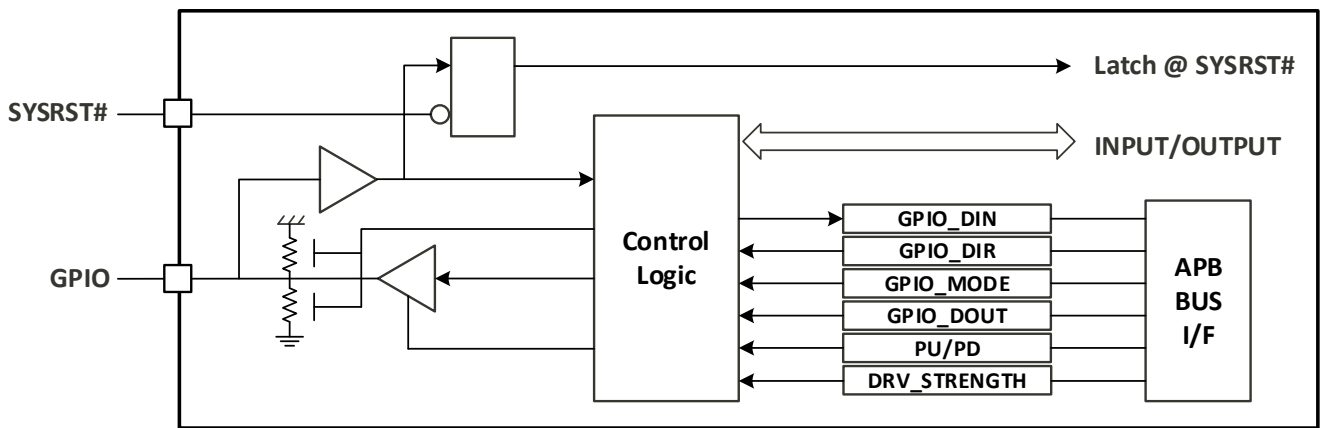 SYSRST#
Latch @ SYSRST#
INPUT/OUTPUT
GPIO
Control
Logic
GPIO_DIN
GPIO_DIR
GPIO_MODE
GPIO_DOUT
PU/PD
DRV_STRENGTH
APB
BUS
I/F